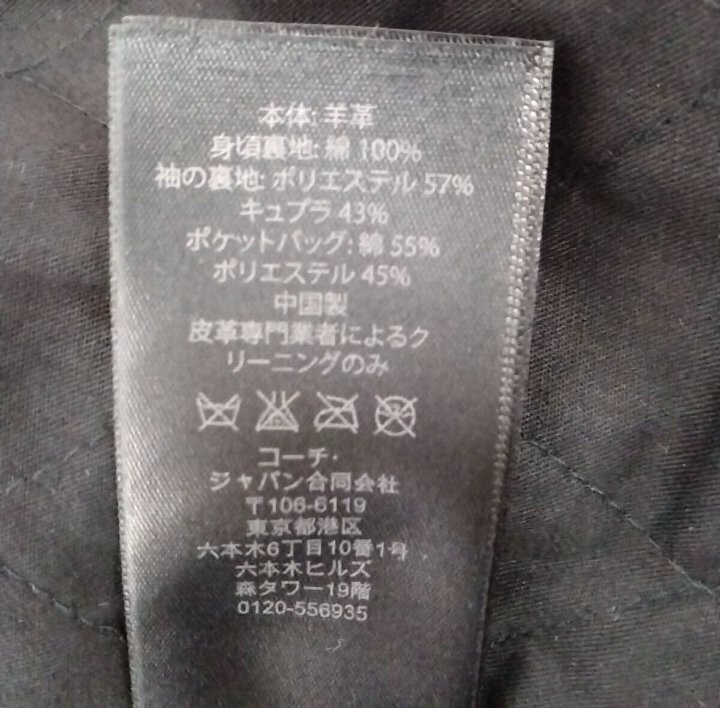 本体: 羊革
身頃裏地: 綿 100%
袖の裏地: ポリエステル 57%
キュプラ 43%
ポケットバッグ: 綿 55%
ポリエステル 45%
中国製
皮革専門業者によるク
リーニングのみ
コーチ・
ジャパン合同会社
〒106-6119
東京都港区
六本木6丁目10番1号
六本木ヒルズ
森タワー19階
0120-556935